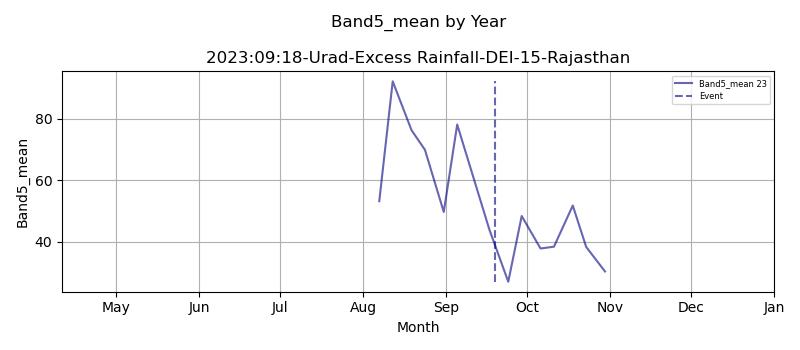 Band5_mean by Year
2023:09:18-Urad-Excess Rainfall-DEI-15-Rajasthan
Band5_mean 23
Event
80
60
40
Band5_mean
May Jun Jul Aug Sep Oct Nov Dec Jan
Month